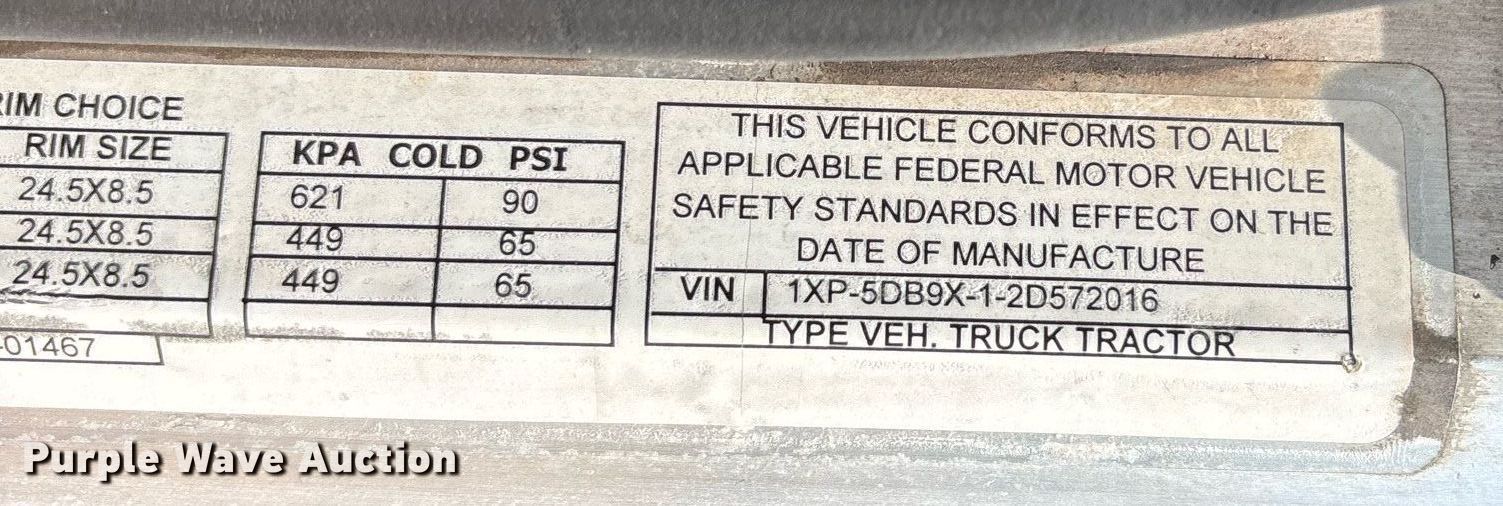 RIM CHOICE
RIM SIZE
24.5X8.5
24.5X8.5
24.5X8.5
-01467
KPA COLD PSI
621 90
449 65
449 65
THIS VEHICLE CONFORMS TO ALL
APPLICABLE FEDERAL MOTOR VEHICLE
SAFETY STANDARDS IN EFFECT ON THE
DATE OF MANUFACTURE
VIN 1XP-5DB9X-1-2D572016
TYPE VEH. TRUCK TRACTOR
Purple Wave Auction